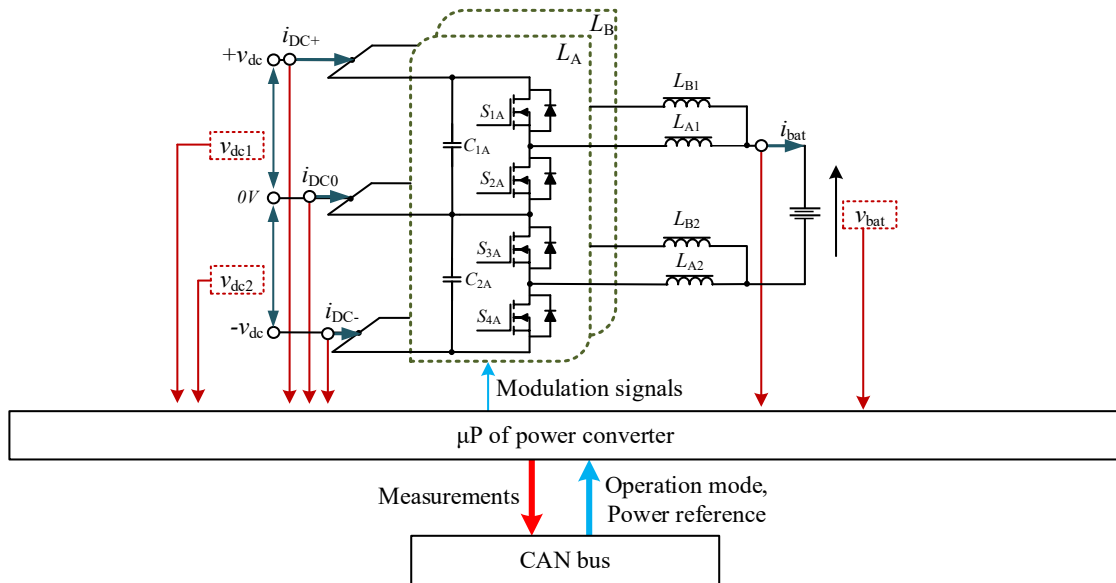 L_B
i_DC+
L_A
+v_dc
L_B1
S_1A
L_A1
i_bat
v_dc1
C_1A
i_DC0
S_2A
0V
L_B2
v_bat
S_3A
L_A2
v_dc2
C_2A
i_DC-
S_4A
-v_dc
Modulation signals
μP of power converter
Measurements
Operation mode,
Power reference
CAN bus